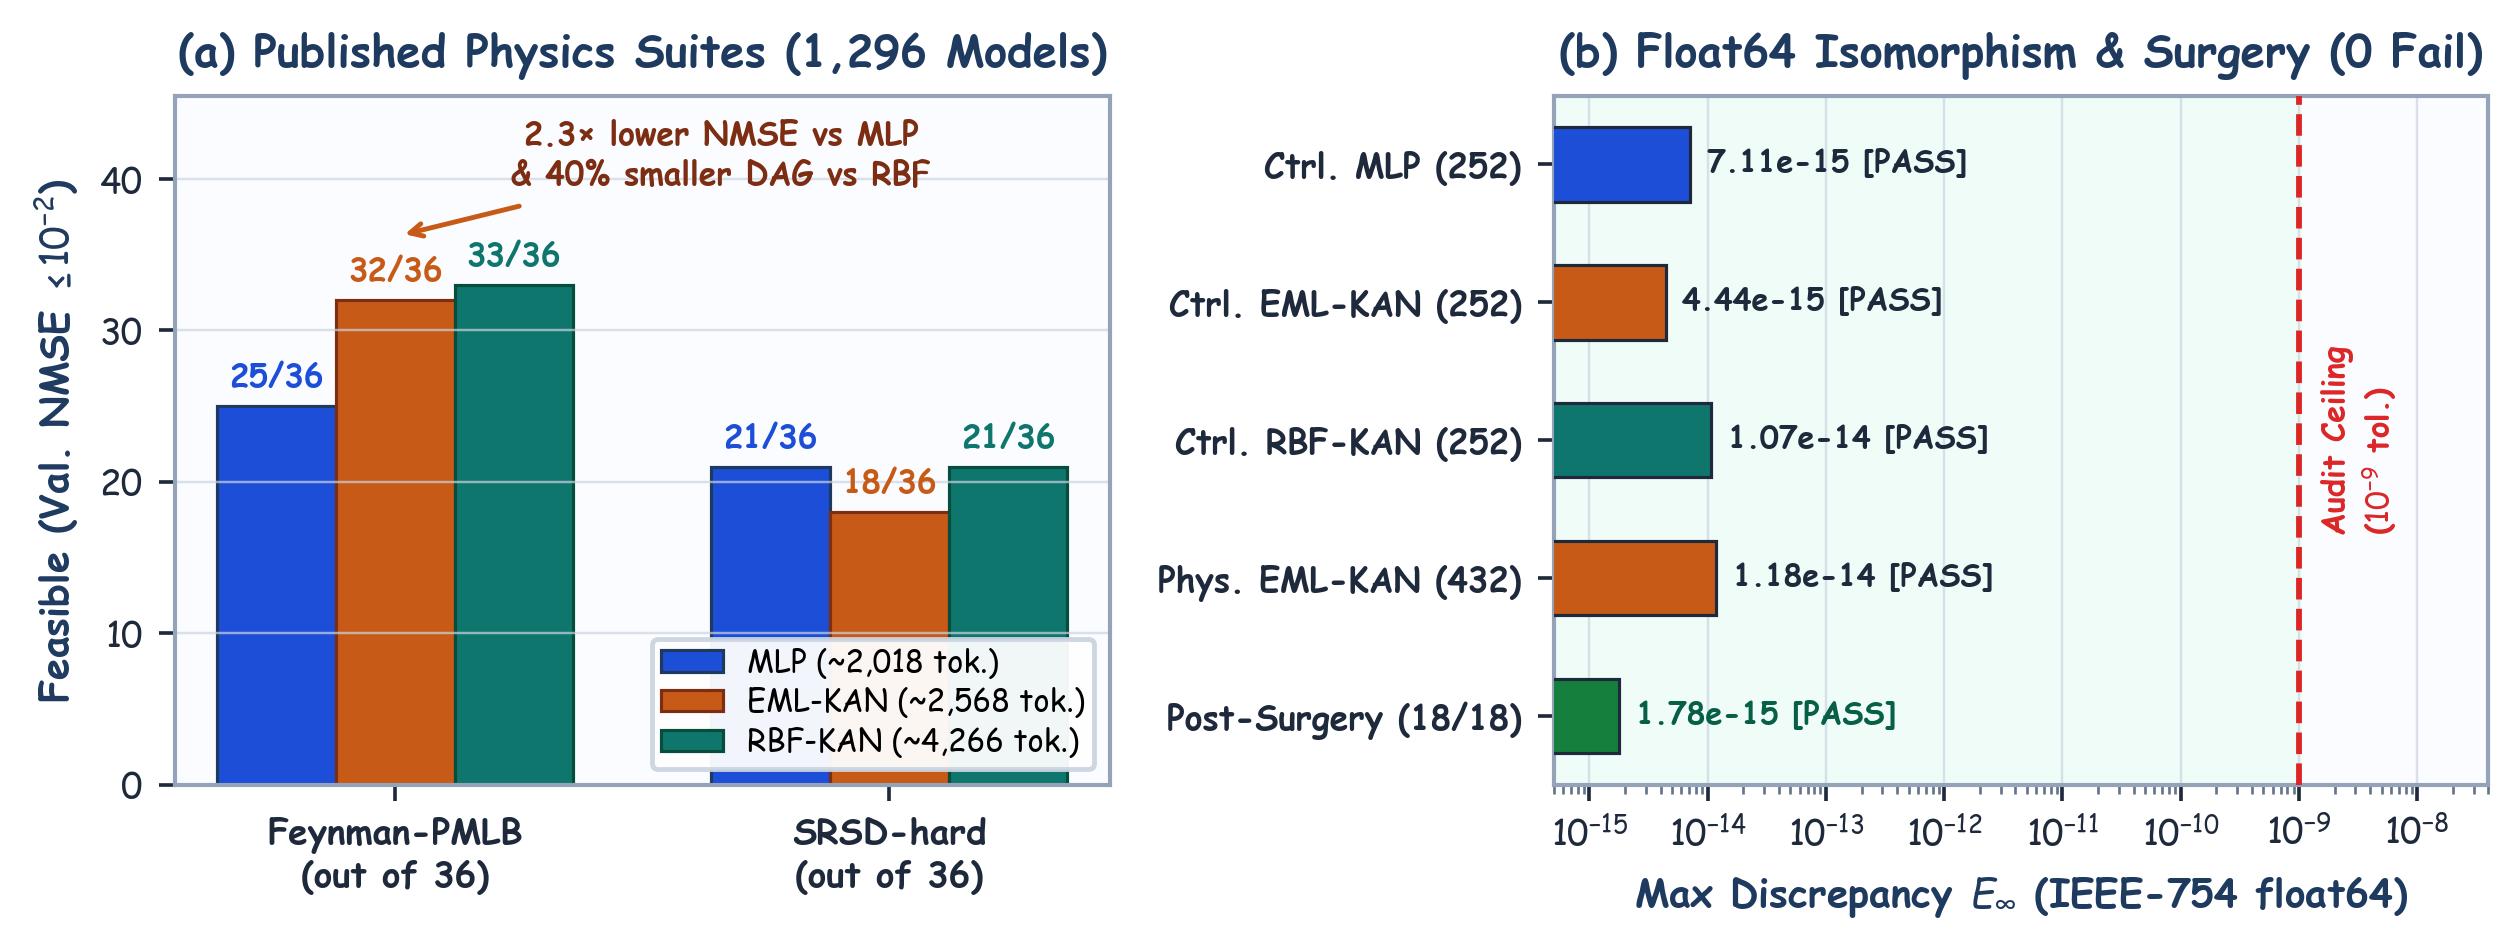 (a) Published Physics Suites (1,296 Models)
Feasible (Val. NMSE ≤ 10⁻²)
40
30
20
10
0
2.3× lower NMSE vs MLP
& 40% smaller DAG vs RBF
25/36
32/36
33/36
21/36
18/36
21/36
MLP (~2,018 tok.)
EML-KAN (~2,568 tok.)
RBF-KAN (~4,266 tok.)
Feynman-PMLB
(out of 36)
SRSD-hard
(out of 36)
(b) Float64 Isomorphism & Surgery (0 Fail)
Ctrl. MLP (252)
7.11e-15 [PASS]
Ctrl. EML-KAN (252)
4.44e-15 [PASS]
Ctrl. RBF-KAN (252)
1.07e-14 [PASS]
Phys. EML-KAN (432)
1.18e-14 [PASS]
Post-Surgery (18/18)
1.78e-15 [PASS]
Audit Ceiling
(10⁻⁹ tol.)
10⁻¹⁵
10⁻¹⁴
10⁻¹³
10⁻¹²
10⁻¹¹
10⁻¹⁰
10⁻⁹
10⁻⁸
Max Discrepancy E∞ (IEEE-754 float64)